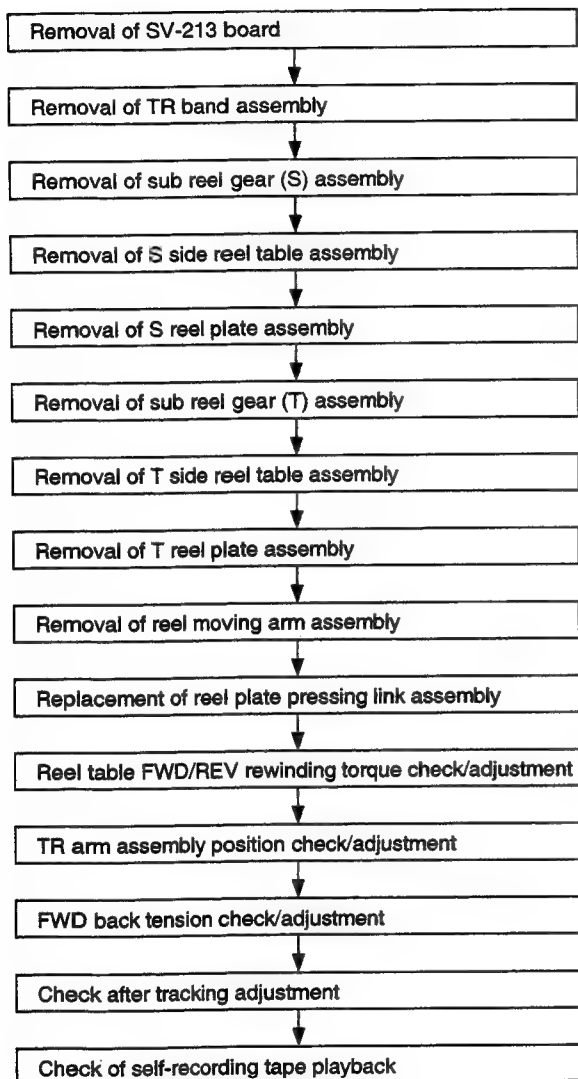 Removal of SV-213 board
Removal of TR band assembly
Removal of sub reel gear (S) assembly
Removal of S side reel table assembly
Removal of S reel plate assembly
Removal of sub reel gear (T) assembly
Removal of T side reel table assembly
Removal of T reel plate assembly
Removal of reel moving arm assembly
Replacement of reel plate pressing link assembly
Reel table FWD/REV rewinding torque check/adjustment
TR arm assembly position check/adjustment
FWD back tension check/adjustment
Check after tracking adjustment
Check of self-recording tape playback